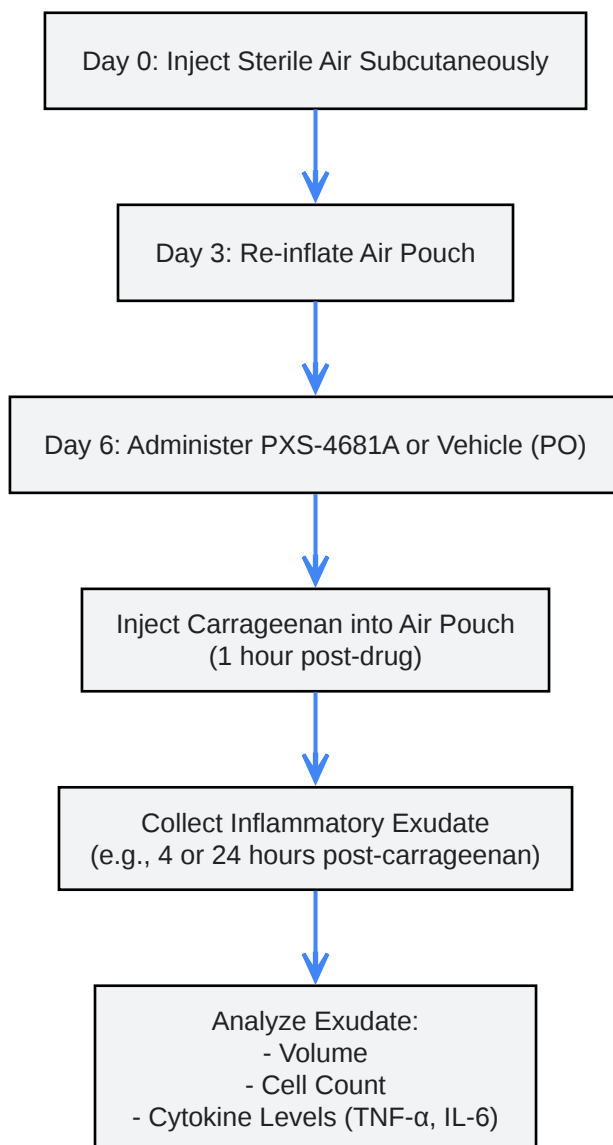 Day 0: Inject Sterile Air Subcutaneously
Day 3: Re-inflate Air Pouch
Day 6: Administer PXS-4681A or Vehicle (PO)
Inject Carrageenan into Air Pouch
(1 hour post-drug)
Collect Inflammatory Exudate
(e.g., 4 or 24 hours post-carrageenan)
Analyze Exudate:
- Volume
- Cell Count
- Cytokine Levels (TNF-α, IL-6)